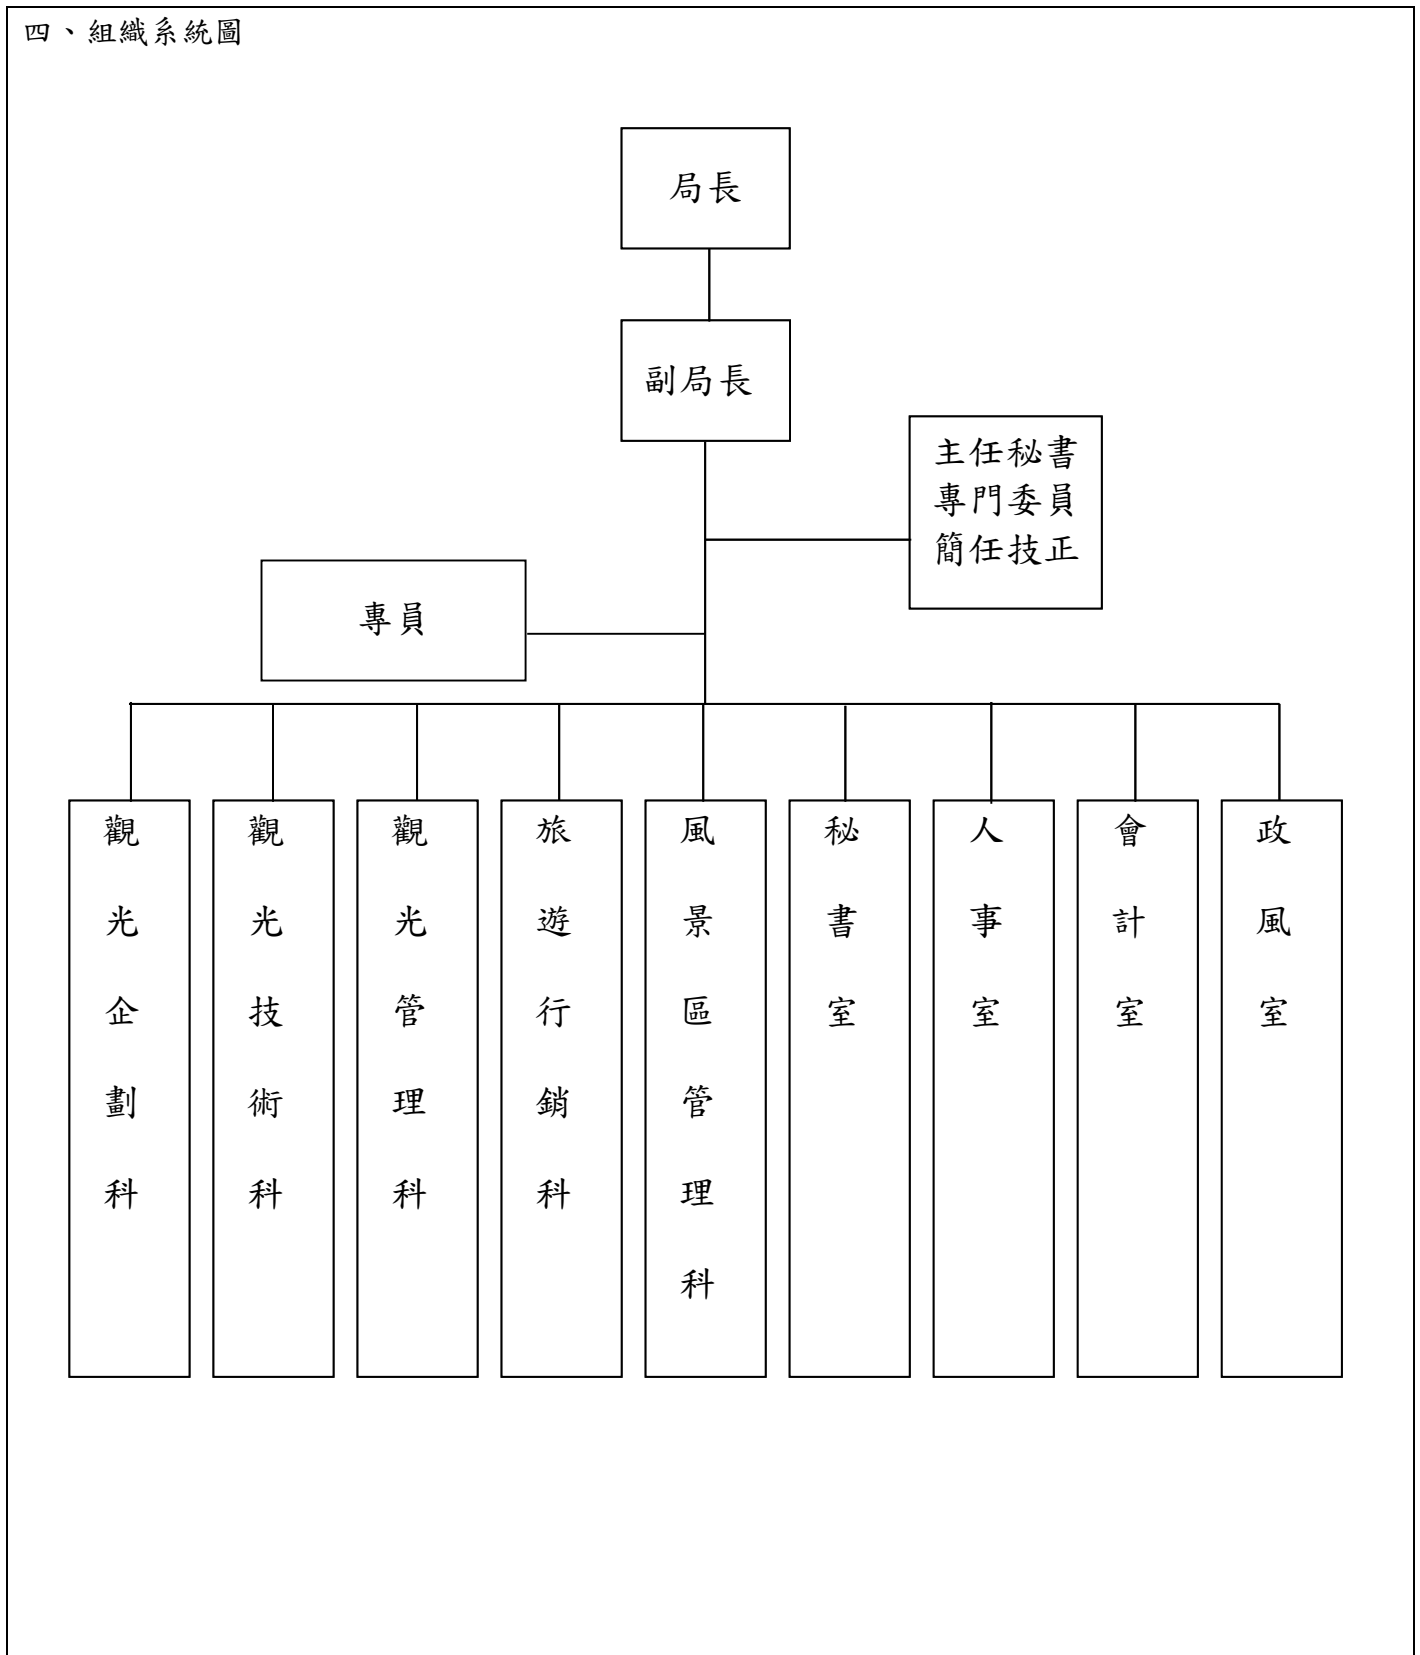 四、組織系統圖
局長
副局長
主任秘書
專門委員
簡任技正
專員
觀光企劃科
觀光技術科
觀光管理科
旅遊行銷科
風景區管理科
秘書室
人事室
會計室
政風室